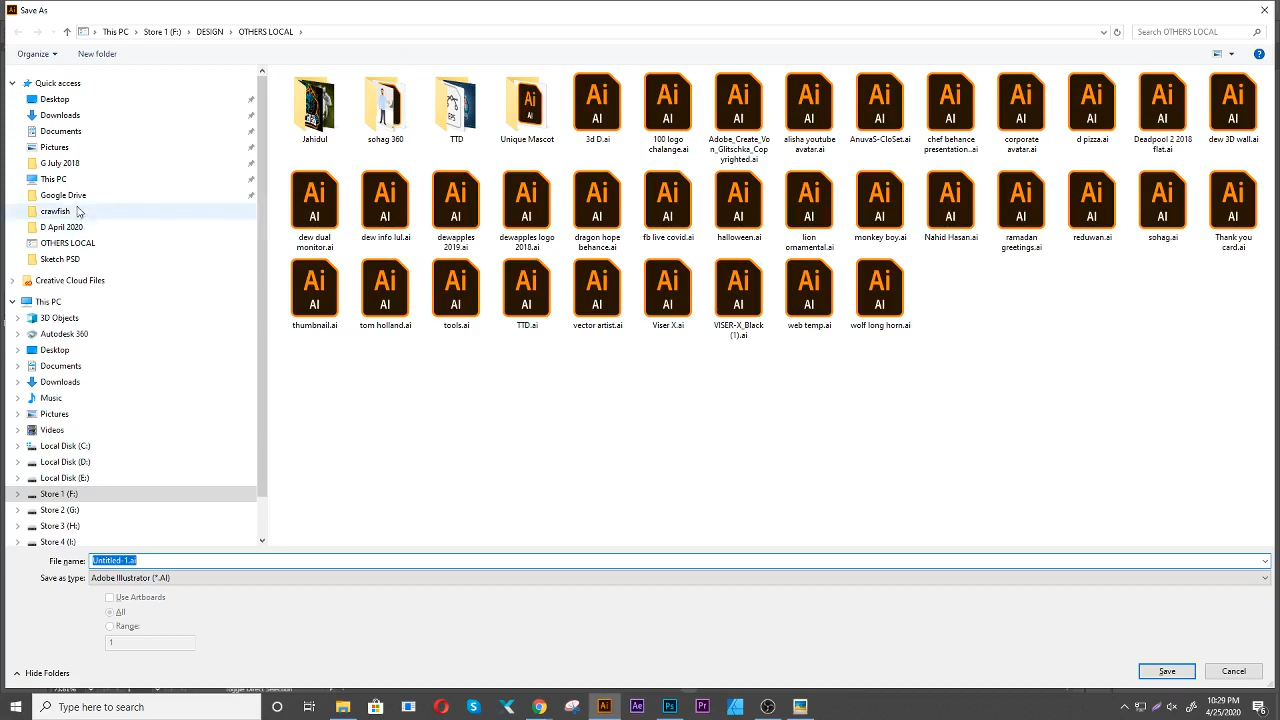 Save As
This PC › Store 1 (F:) › DESIGN › OTHERS LOCAL ›
Search OTHERS LOCAL
Organize
New folder
Quick access
Desktop
Downloads
Documents
Pictures
G July 2018
This PC
Google Drive
crawfish
D April 2020
OTHERS LOCAL
Sketch PSD
Creative Cloud Files
This PC
3D Objects
Autodesk 360
Desktop
Documents
Downloads
Music
Pictures
Videos
Local Disk (C:)
Local Disk (D:)
Local Disk (E:)
Store 1 (F:)
Store 2 (G:)
Store 3 (H:)
Store 4 (I:)
Jahidul
sohag 360
TTD
Unique Mascot
3d D.ai
100 logo
chalange.ai
Adobe_Create_Vo
n_Glitschka_Cop
yrighted.ai
alisha youtube
avatar.ai
AnuvaS-CloSet.ai
chef behance
presentation..ai
corporate
avatar.ai
d pizza.ai
Deadpool 2 2018
flat.ai
dew 3D wall.ai
dew dual
monitor.ai
dew info lul.ai
dewapples
2019.ai
dewapples logo
2018.ai
dragon hope
behance.ai
fb live covid.ai
halloween.ai
lion
ornamental.ai
monkey boy.ai
Nahid Hasan.ai
ramadan
greetings.ai
reduwan.ai
sohag.ai
Thank you
card.ai
thumbnail.ai
tom holland.ai
tools.ai
TTD.ai
vector artist.ai
Viser X.ai
VISER-X_Black
(1).ai
web temp.ai
wolf long horn.ai
File name: Untitled-1.ai
Save as type: Adobe Illustrator (*.AI)
Use Artboards
All
Range:
1
Hide Folders
Save
Cancel
Toggle Direct Selection
Type here to search
10:29 PM
4/25/2020